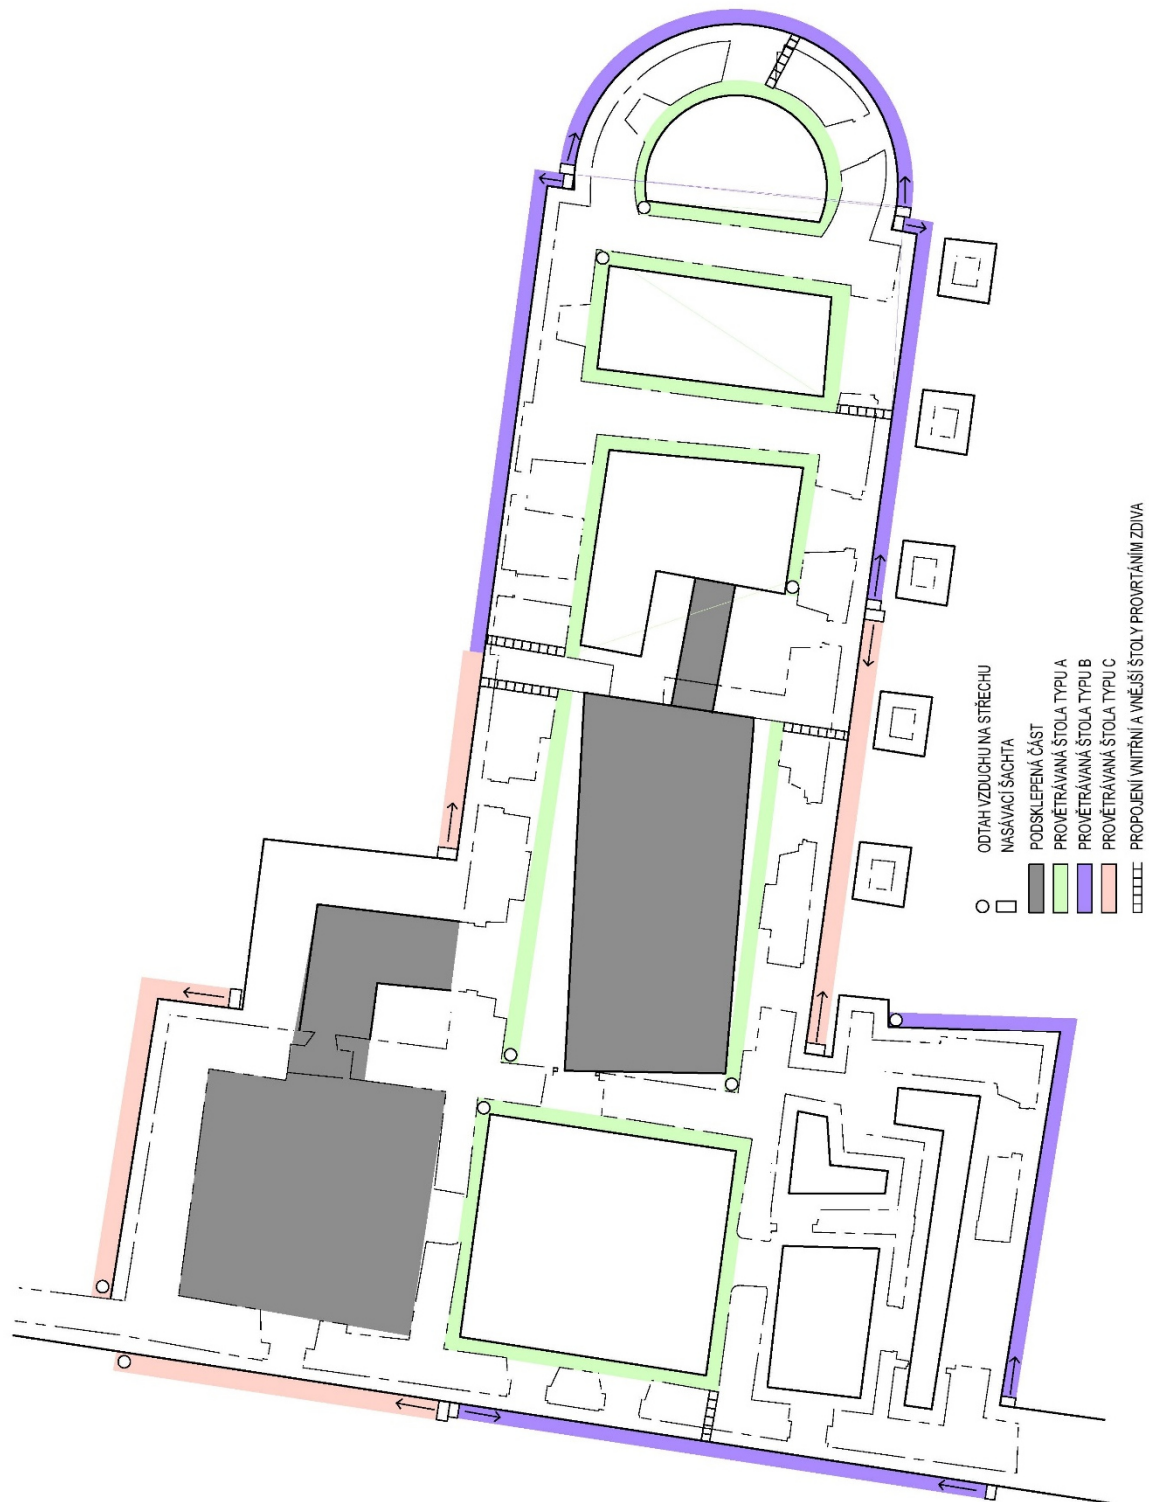 ODTAH VZDUCHU NA STŘECHU
NASÁVACÍ ŠACHTA
PODSKLEPENÁ ČÁST
PROVĚTRÁVANÁ ŠTOLA TYPU A
PROVĚTRÁVANÁ ŠTOLA TYPU B
PROVĚTRÁVANÁ ŠTOLA TYPU C
PROPOJENÍ VNITŘNÍ A VNĚJŠÍ ŠTOLY PROVRTÁNÍM ZDIVA